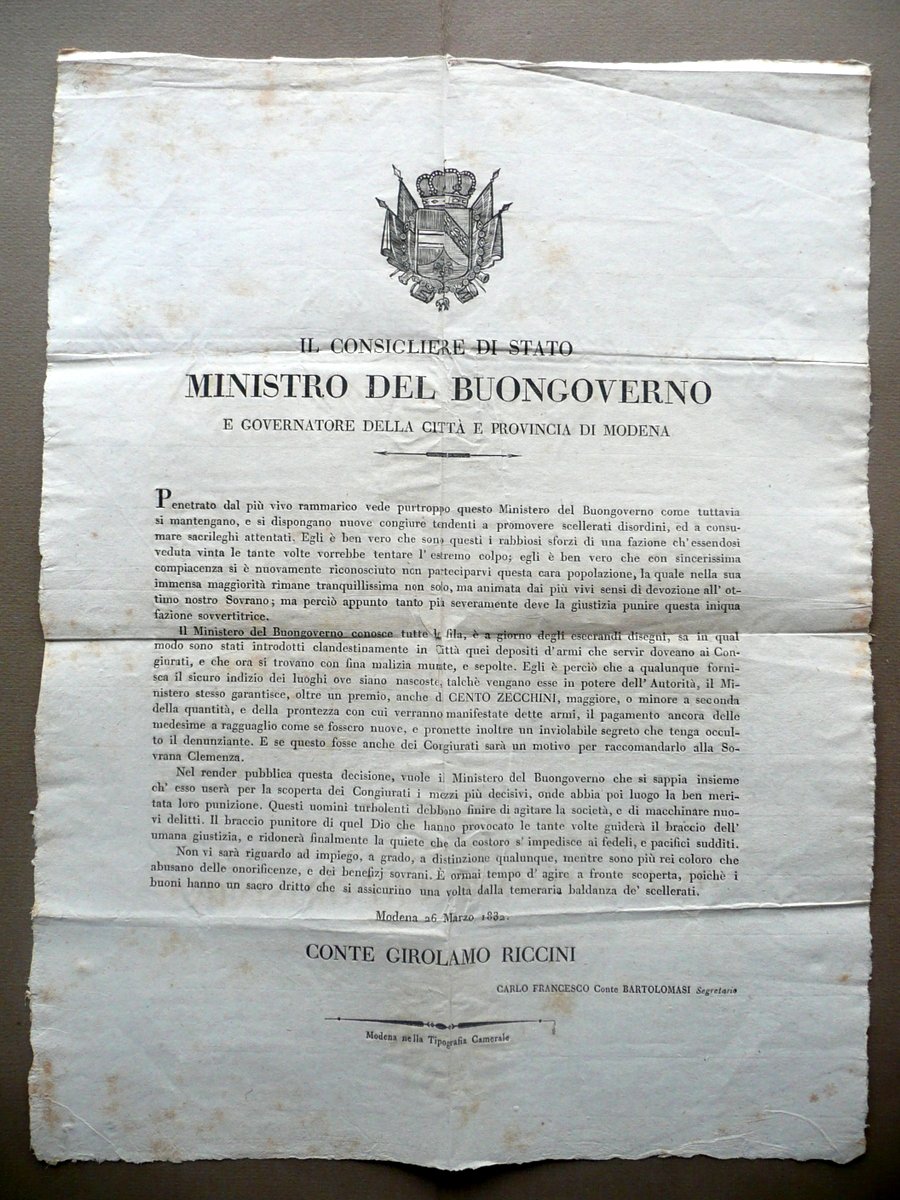 IL CONSIGLIERE DI STATO
MINISTRO DEL BUONGOVERNO
E GOVERNATORE DELLA CITTÀ E PROVINCIA DI MODENA
Penetrato dal più vivo rammarico vede purtroppo questo Ministero del Buongoverno come tuttavia
si mantengano, e si dispongano nuove congiure tendenti a promovere scellerati disordini, ed a consu-
mare sacrileghi attentati. Egli è ben vero che sono questi i rabbiosi sforzi di una fazione ch' essendosi
veduta vinta le tante volte vorrebbe tentare l' estremo colpo; egli è ben vero che con sincerissima
compiacenza si è nuovamente riconosciuto non parteciparvi questa cara popolazione, la quale nella sua
immensa maggiorità rimane tranquillissima non solo, ma animata dai più vivi sensi di devozione all' ot-
timo nostro Sovrano; ma perciò appunto tanto più severamente deve la giustizia punire questa iniqua
fazione sovvertitrice.
Il Ministero del Buongoverno conosce tutte le fila, è a giorno degli esecrandi disegni, sa in qual
modo sono stati introdotti clandestinamente in Città quei depositi d'armi che servir doveano ai Con-
giurati, e che ora si trovano con fina malizia murate, e sepolte. Egli è perciò che a qualunque forni-
sca il sicuro indizio dei luoghi ove siano nascoste, talchè vengano esse in potere dell' Autorità, il Mi-
nistero stesso garantisce, oltre un premio, anche di CENTO ZECCHINI, maggiore, o minore a seconda
della quantità, e della prontezza con cui verranno manifestate dette armi, il pagamento ancora delle
medesime a ragguaglio come se fossero nuove, e promette inoltre un inviolabile segreto che tenga occul-
to il denunziante. E se questo fosse anche dei Congiurati sarà un motivo per raccomandarlo alla So-
vrana Clemenza.
Nel render pubblica questa decisione, vuole il Ministero del Buongoverno che si sappia insieme
ch' esso userà per la scoperta dei Congiurati i mezzi più decisivi, onde abbia poi luogo la ben meri-
tata loro punizione. Questi uomini turbolenti debbono finire di agitare la società, e di macchinare nuo-
vi delitti. Il braccio punitore di quel Dio che hanno provocato le tante volte guiderà il braccio dell'
umana giustizia, e ridonerà finalmente la quiete che da costoro s' impedisce ai fedeli, e pacifici sudditi.
Non vi sarà riguardo ad impiego, a grado, a distinzione qualunque, mentre sono più rei coloro che
abusano delle onorificenze, e dei benefizj sovrani. È ormai tempo d' agire a fronte scoperta, poichè i
buoni hanno un sacro dritto che si assicurino una volta dalla temeraria baldanza de' scellerati.
Modena 26 Marzo 1832.
CONTE GIROLAMO RICCINI
CARLO FRANCESCO Conte BARTOLOMASI Segretario
Modena nella Tipografia Camerale